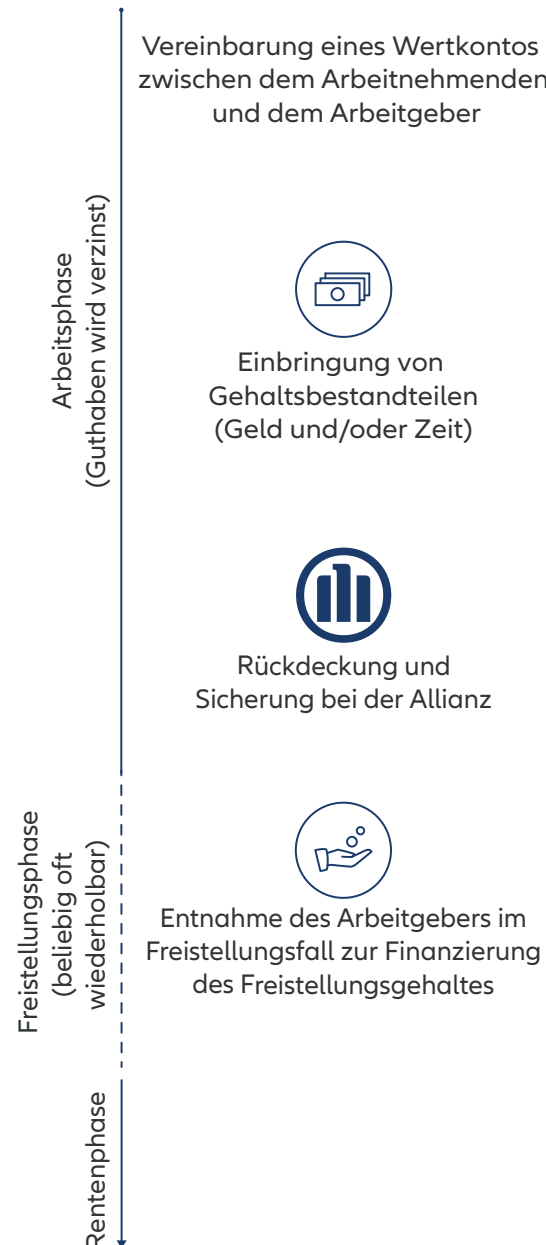 Vereinbarung eines Wertkontos
zwischen dem Arbeitnehmenden
und dem Arbeitgeber
Arbeitsphase
(Guthaben wird verzinst)
Einbringung von
Gehaltsbestandteilen
(Geld und/oder Zeit)
Rückdeckung und
Sicherung bei der Allianz
Freistellungsphase
(beliebig oft
wiederholbar)
Entnahme des Arbeitgebers im
Freistellungsfall zur Finanzierung
des Freistellungsgehaltes
Rentenphase